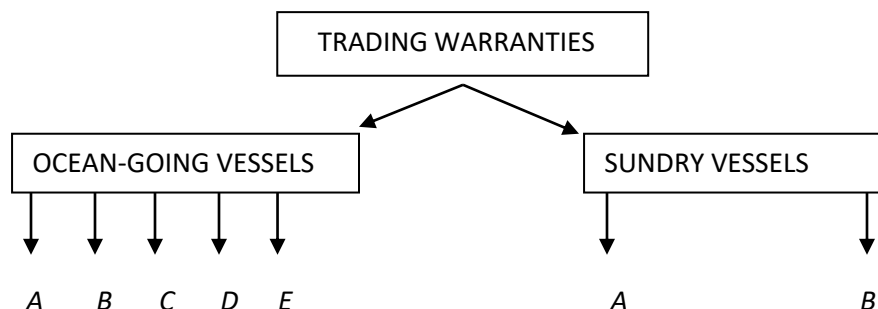 TRADING WARRANTIES
OCEAN-GOING VESSELS SUNDRY VESSELS
A B C D E A B